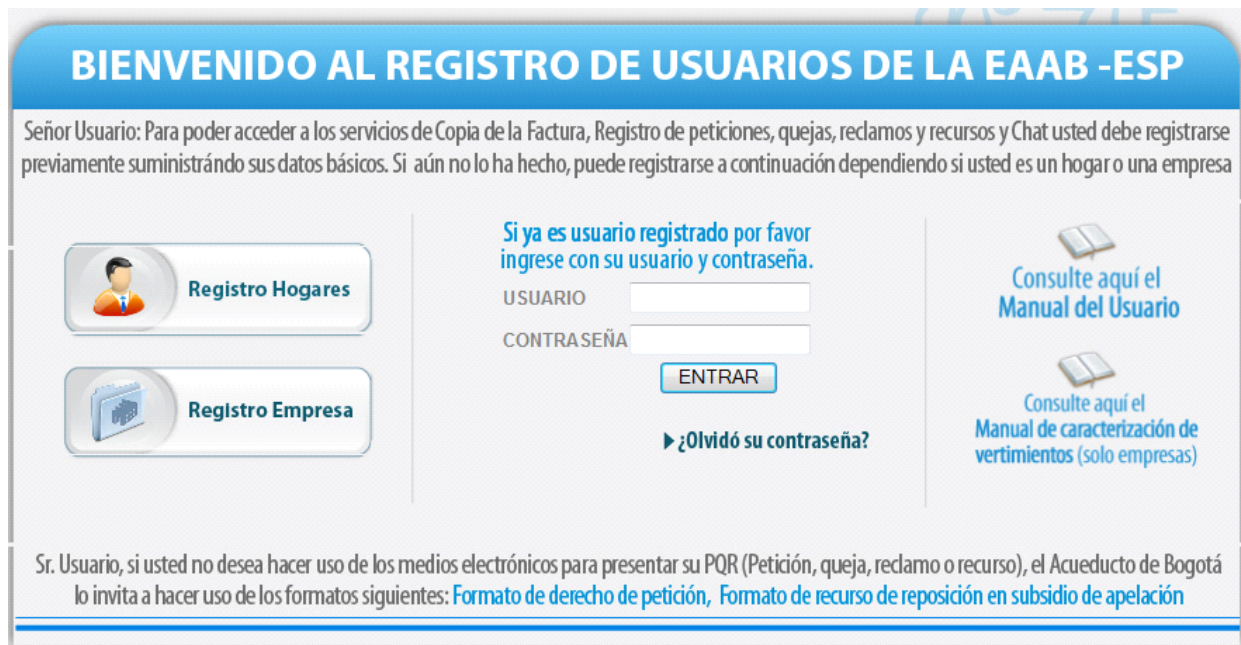 BIENVENIDO AL REGISTRO DE USUARIOS DE LA EAAB -ESP
Señor Usuario: Para poder acceder a los servicios de Copia de la Factura, Registro de peticiones, quejas, reclamos y recursos y Chat usted debe registrarse
previamente suministrándo sus datos básicos. Si aún no lo ha hecho, puede registrarse a continuación dependiendo si usted es un hogar o una empresa
Registro Hogares
Registro Empresa
Si ya es usuario registrado por favor
ingrese con su usuario y contraseña.
USUARIO
CONTRASEÑA
ENTRAR
¿Olvidó su contraseña?
Consulte aquí el
Manual del Usuario
Consulte aquí el
Manual de caracterización de
vertimientos (solo empresas)
Sr. Usuario, si usted no desea hacer uso de los medios electrónicos para presentar su PQR (Petición, queja, reclamo o recurso), el Acueducto de Bogotá
lo invita a hacer uso de los formatos siguientes: Formato de derecho de petición, Formato de recurso de reposición en subsidio de apelación